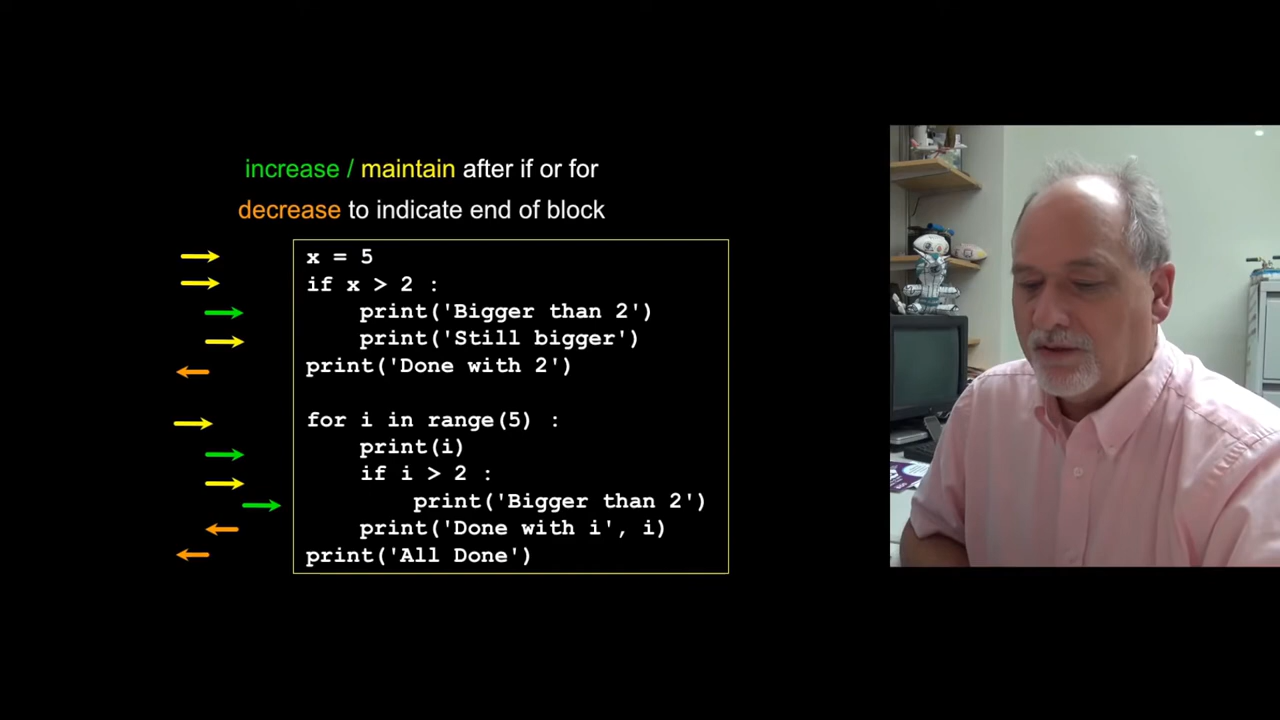 increase / maintain after if or for
decrease to indicate end of block
x = 5
if x > 2 :
    print('Bigger than 2')
    print('Still bigger')
print('Done with 2')
for i in range(5) :
    print(i)
    if i > 2 :
        print('Bigger than 2')
    print('Done with i', i)
print('All Done')